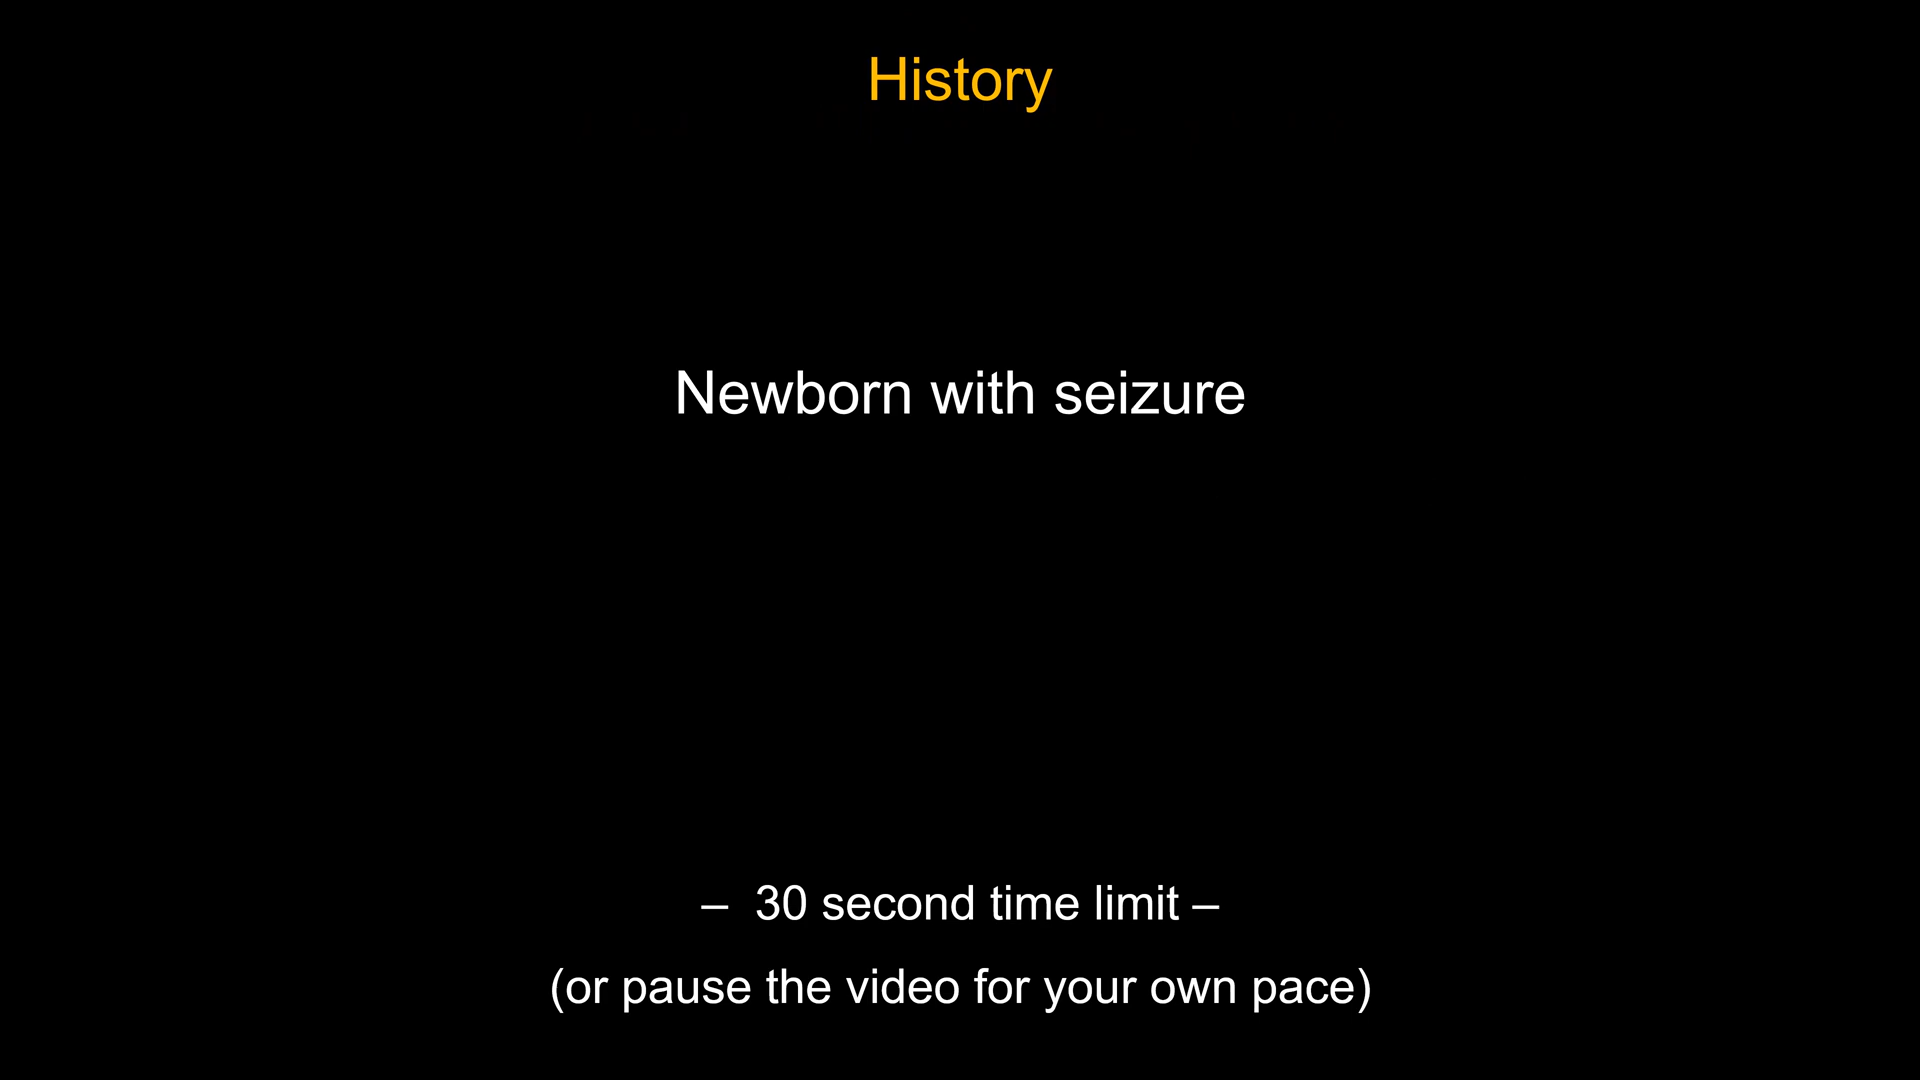 History
Newborn with seizure
– 30 second time limit –
(or pause the video for your own pace)